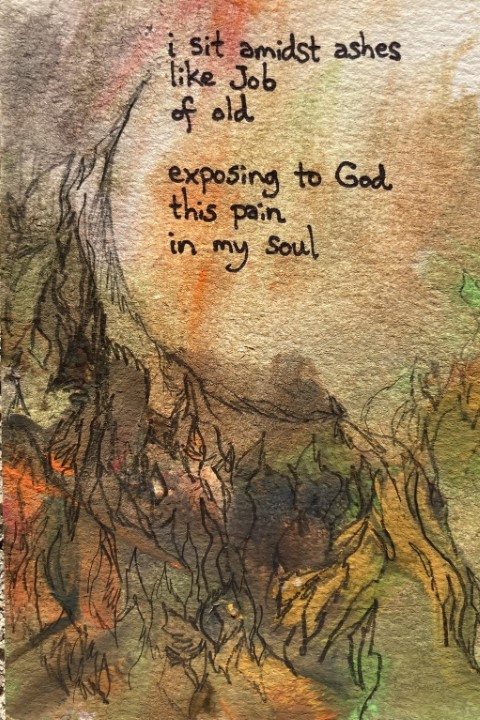 i sit amidst ashes
like Job
of old
exposing to God
this pain
in my soul